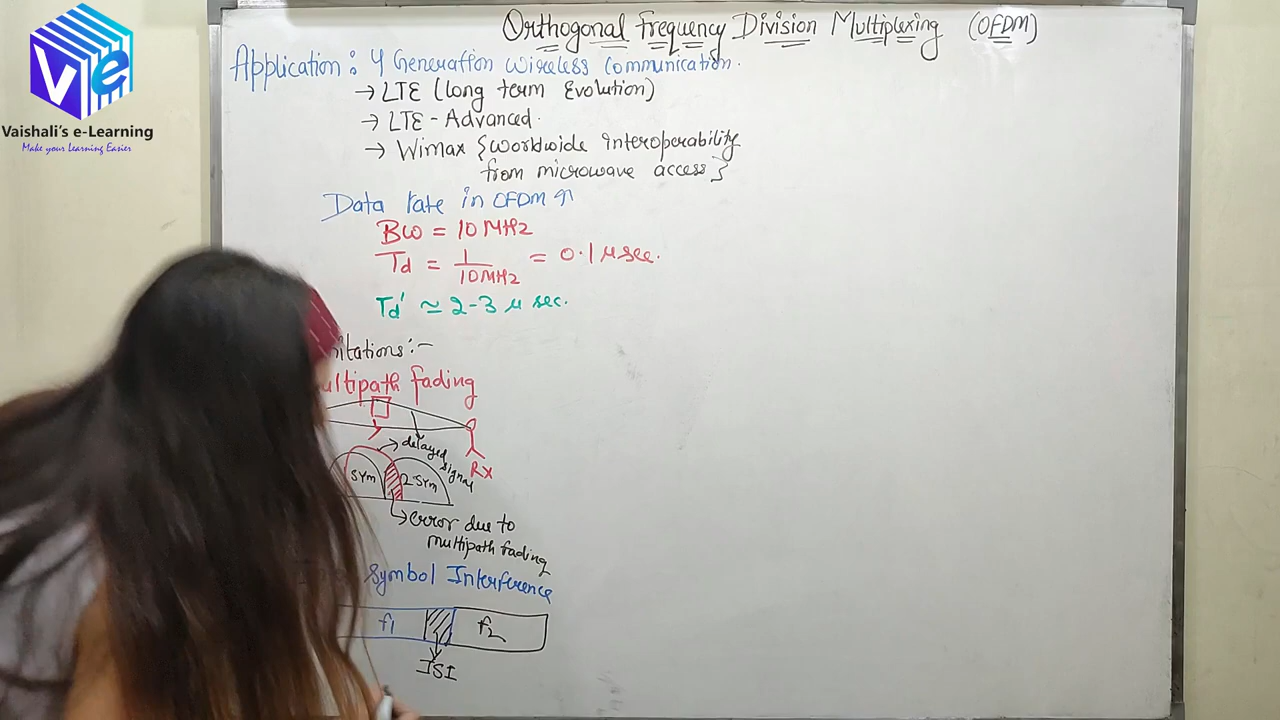 Ve
Vaishali's e-Learning
Make your Learning Easier
Orthogonal Frequency Division Multiplexing (OFDM)
Application: 4 Generation wireless communication.
→ LTE (Long term Evolution)
→ LTE-Advanced.
→ Wimax {Worldwide interoperability
from microwave access}
Data rate in OFDM ↑
BW = 10 MHz
Td = 1/10MHz = 0.1 μsec.
Td' ≃ 2-3 μ sec.
itations:-
ultipath fading
delayed signal
Rx
Sym
2-Sym
→ error due to
multipath fading
Symbol Interference
f1
f2
ISI